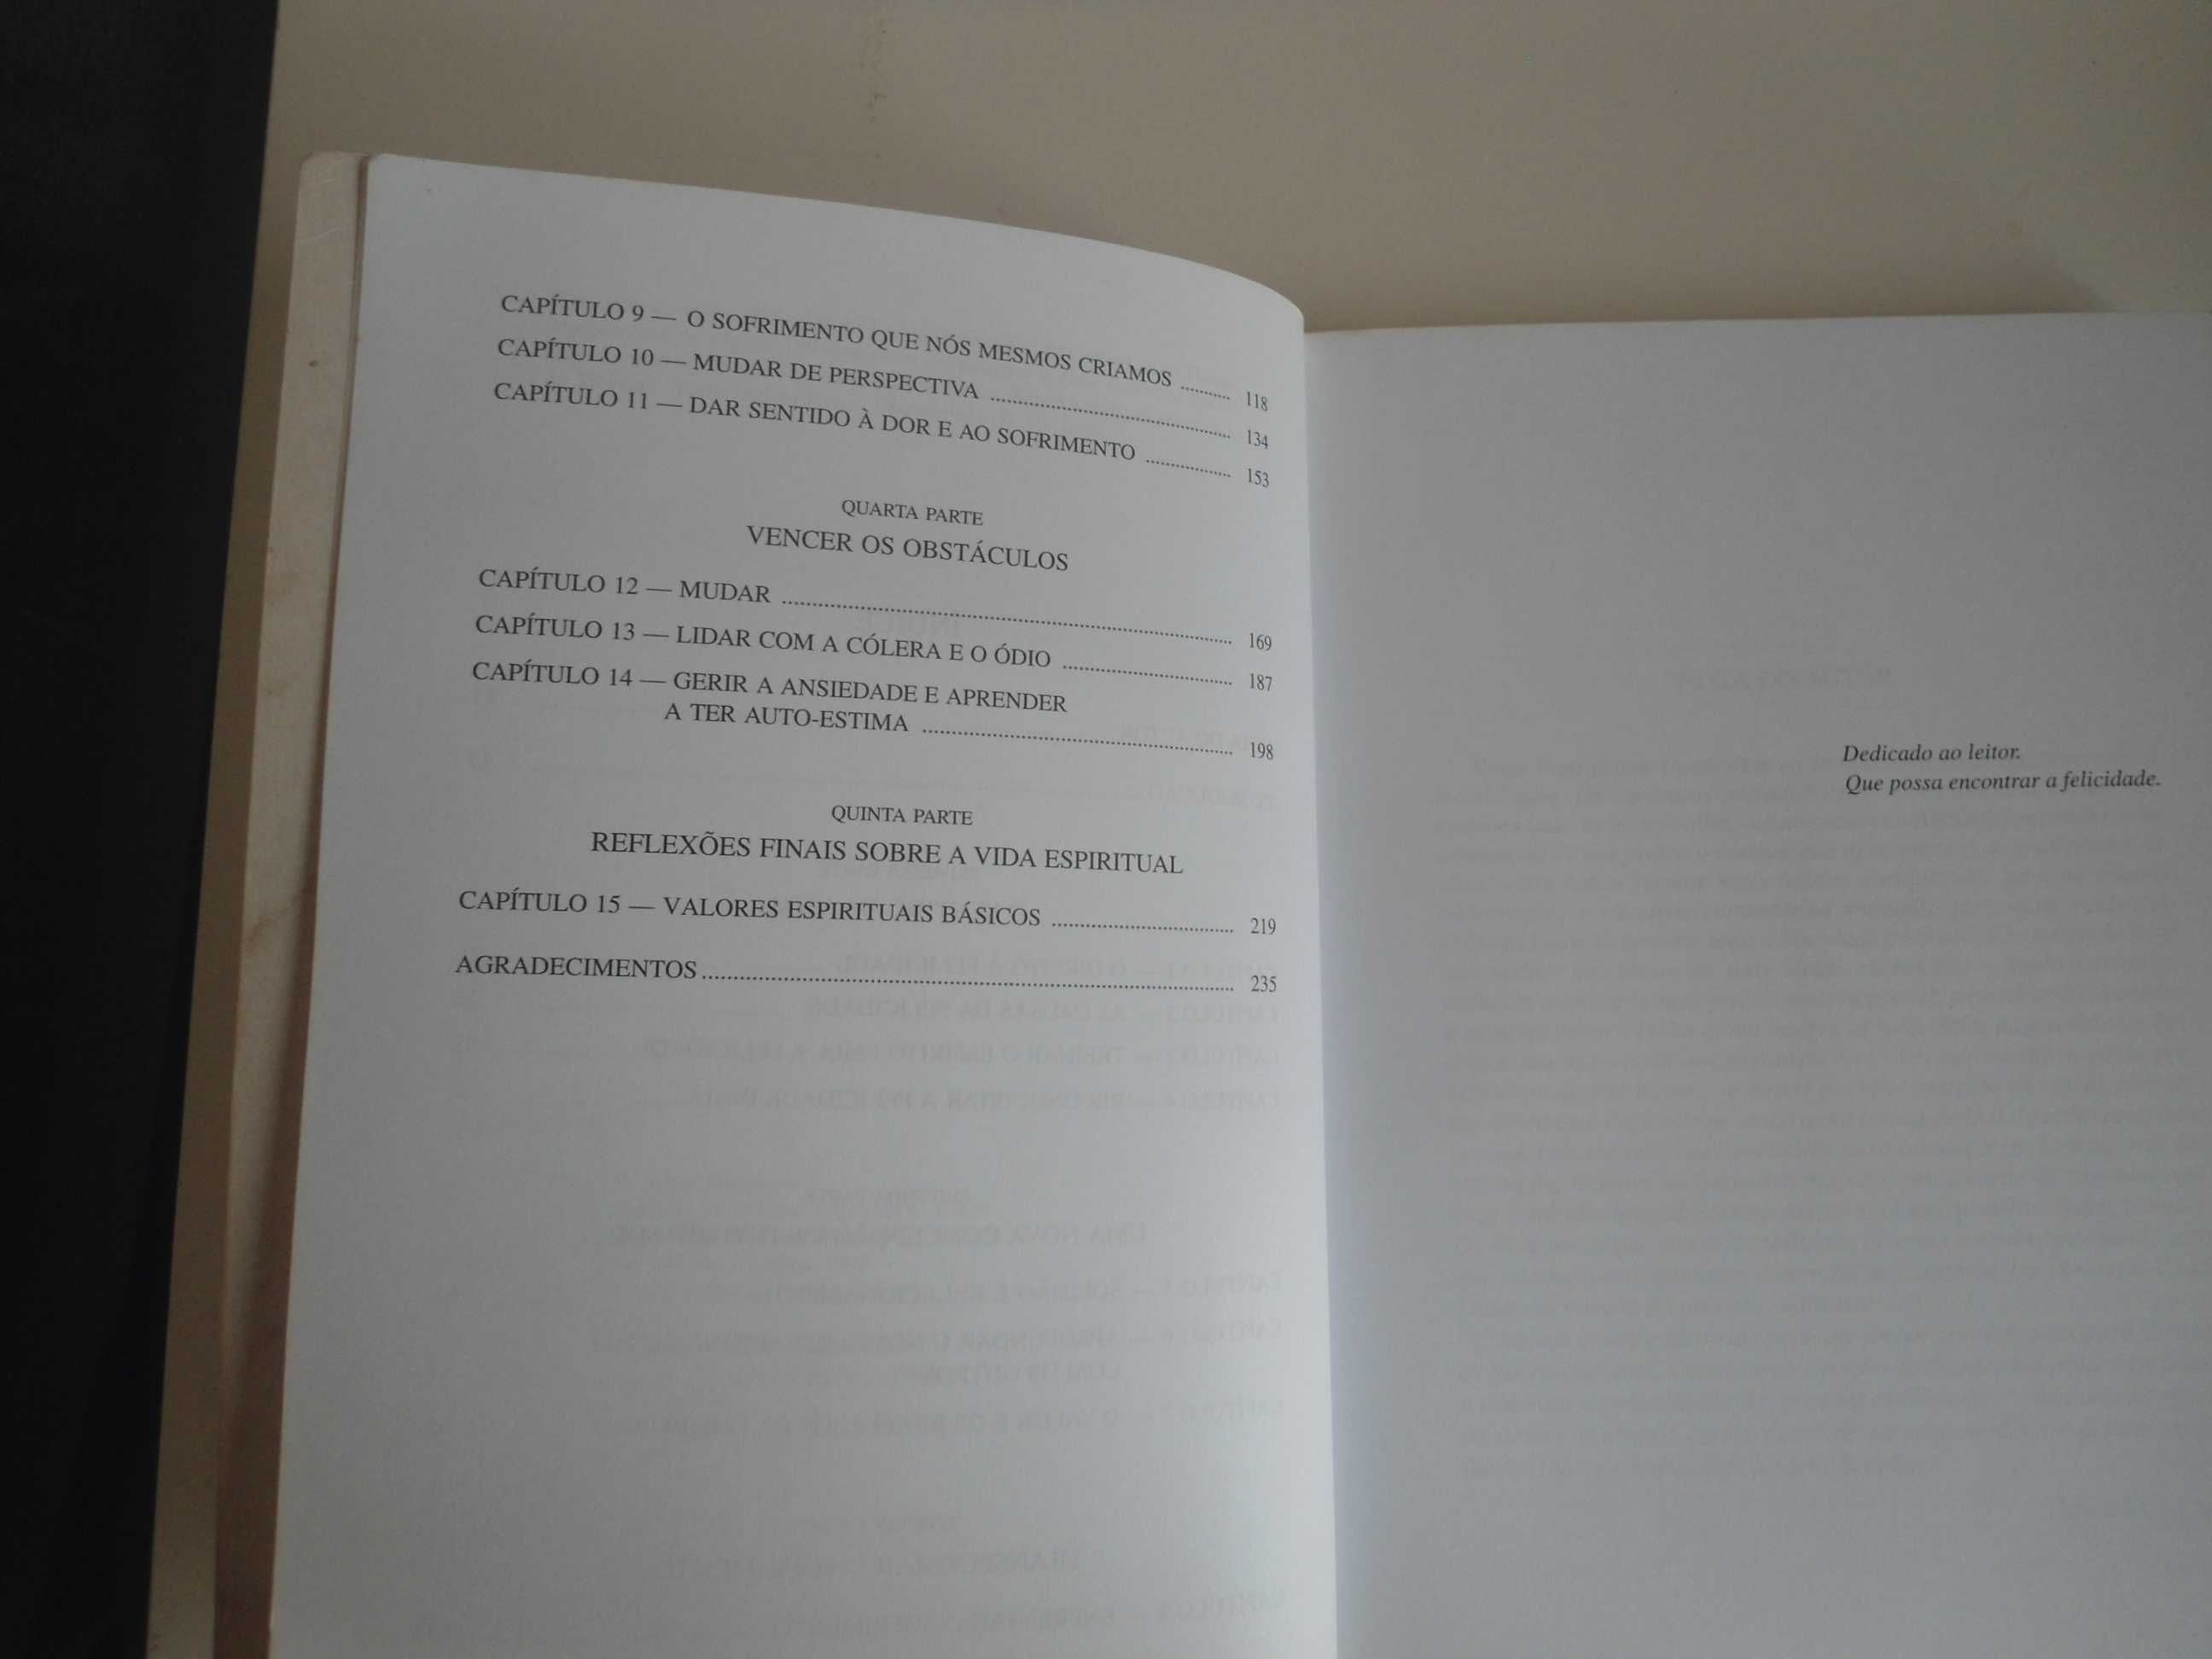 CAPÍTULO 9 — O SOFRIMENTO QUE NÓS MESMOS CRIAMOS .......... 118
CAPÍTULO 10 — MUDAR DE PERSPECTIVA .......... 134
CAPÍTULO 11 — DAR SENTIDO À DOR E AO SOFRIMENTO .......... 153
QUARTA PARTE
VENCER OS OBSTÁCULOS
CAPÍTULO 12 — MUDAR .......... 169
CAPÍTULO 13 — LIDAR COM A CÓLERA E O ÓDIO .......... 187
CAPÍTULO 14 — GERIR A ANSIEDADE E APRENDER
A TER AUTO-ESTIMA .......... 198
QUINTA PARTE
REFLEXÕES FINAIS SOBRE A VIDA ESPIRITUAL
CAPÍTULO 15 — VALORES ESPIRITUAIS BÁSICOS .......... 219
AGRADECIMENTOS .......... 235
Dedicado ao leitor.
Que possa encontrar a felicidade.